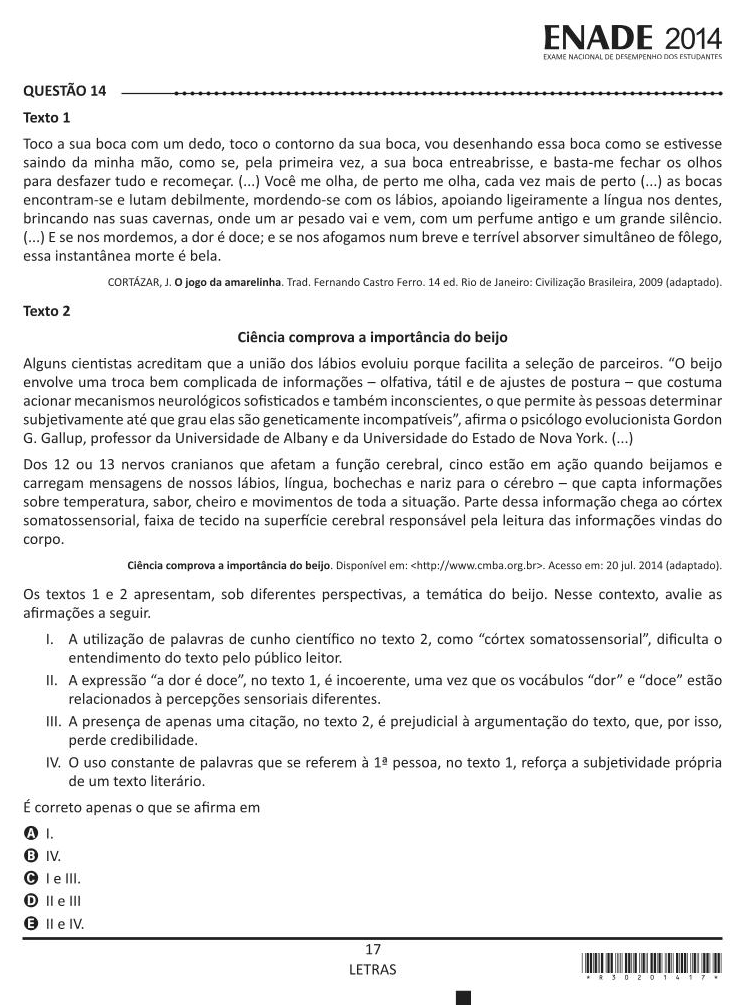 ENADE 2014
EXAME NACIONAL DE DESEMPENHO DOS ESTUDANTES
QUESTÃO 14
Texto 1
Toco a sua boca com um dedo, toco o contorno da sua boca, vou desenhando essa boca como se estivesse
saindo da minha mão, como se, pela primeira vez, a sua boca entreabrisse, e basta-me fechar os olhos
para desfazer tudo e recomeçar. (...) Você me olha, de perto me olha, cada vez mais de perto (...) as bocas
encontram-se e lutam debilmente, mordendo-se com os lábios, apoiando ligeiramente a língua nos dentes,
brincando nas suas cavernas, onde um ar pesado vai e vem, com um perfume antigo e um grande silêncio.
(...) E se nos mordemos, a dor é doce; e se nos afogamos num breve e terrível absorver simultâneo de fôlego,
essa instantânea morte é bela.
CORTÁZAR, J. O jogo da amarelinha. Trad. Fernando Castro Ferro. 14 ed. Rio de Janeiro: Civilização Brasileira, 2009 (adaptado).
Texto 2
Ciência comprova a importância do beijo
Alguns cientistas acreditam que a união dos lábios evoluiu porque facilita a seleção de parceiros. “O beijo
envolve uma troca bem complicada de informações – olfativa, tátil e de ajustes de postura – que costuma
acionar mecanismos neurológicos sofisticados e também inconscientes, o que permite às pessoas determinar
subjetivamente até que grau elas são geneticamente incompatíveis”, afirma o psicólogo evolucionista Gordon
G. Gallup, professor da Universidade de Albany e da Universidade do Estado de Nova York. (...)
Dos 12 ou 13 nervos cranianos que afetam a função cerebral, cinco estão em ação quando beijamos e
carregam mensagens de nossos lábios, língua, bochechas e nariz para o cérebro – que capta informações
sobre temperatura, sabor, cheiro e movimentos de toda a situação. Parte dessa informação chega ao córtex
somatossensorial, faixa de tecido na superfície cerebral responsável pela leitura das informações vindas do
corpo.
Ciência comprova a importância do beijo. Disponível em: <http://www.cmba.org.br>. Acesso em: 20 jul. 2014 (adaptado).
Os textos 1 e 2 apresentam, sob diferentes perspectivas, a temática do beijo. Nesse contexto, avalie as
afirmações a seguir.
I. A utilização de palavras de cunho científico no texto 2, como “córtex somatossensorial”, dificulta o
entendimento do texto pelo público leitor.
II. A expressão “a dor é doce”, no texto 1, é incoerente, uma vez que os vocábulos “dor” e “doce” estão
relacionados à percepções sensoriais diferentes.
III. A presença de apenas uma citação, no texto 2, é prejudicial à argumentação do texto, que, por isso,
perde credibilidade.
IV. O uso constante de palavras que se referem à 1ª pessoa, no texto 1, reforça a subjetividade própria
de um texto literário.
É correto apenas o que se afirma em
A I.
B IV.
C I e III.
D II e III
E II e IV.
17
LETRAS
* R 3 0 2 0 1 4 1 7 *